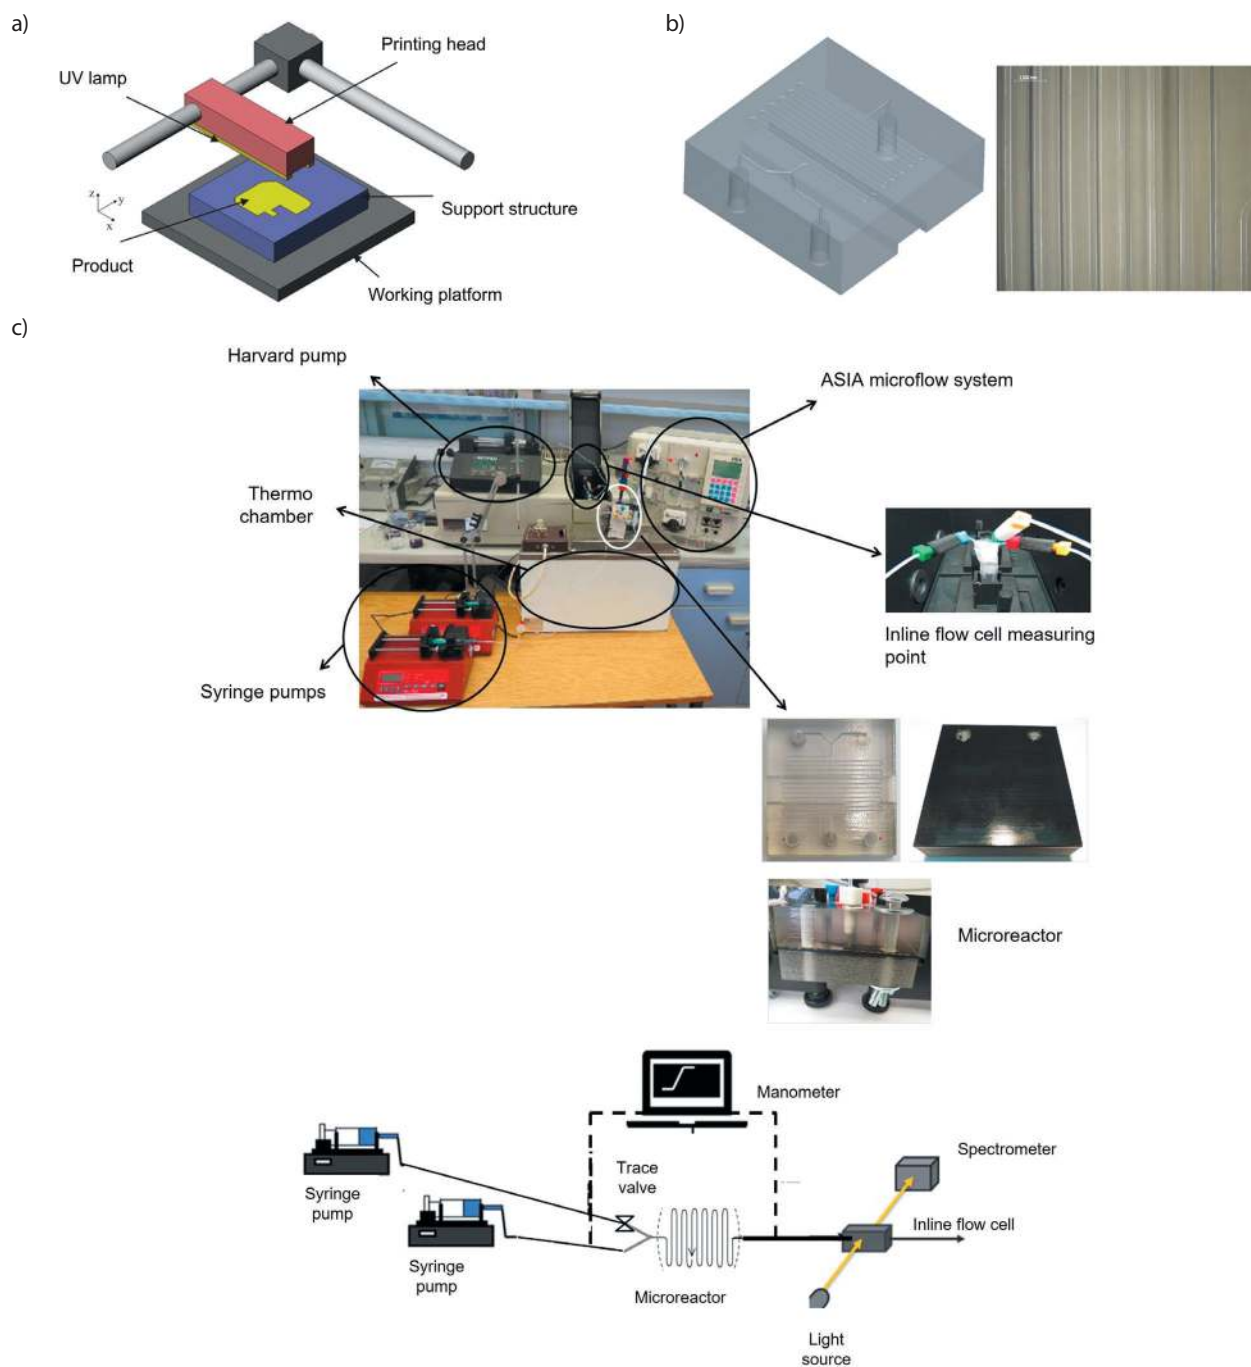 a)
b)
Printing head
UV lamp
z
y
x
Support structure
Product
Working platform
c)
Harvard pump
ASIA microflow system
Thermo
chamber
Inline flow cell measuring
point
Syringe pumps
Microreactor
Manometer
Spectrometer
Trace
valve
Syringe
pump
Inline flow cell
Syringe
pump
Microreactor
Light
source